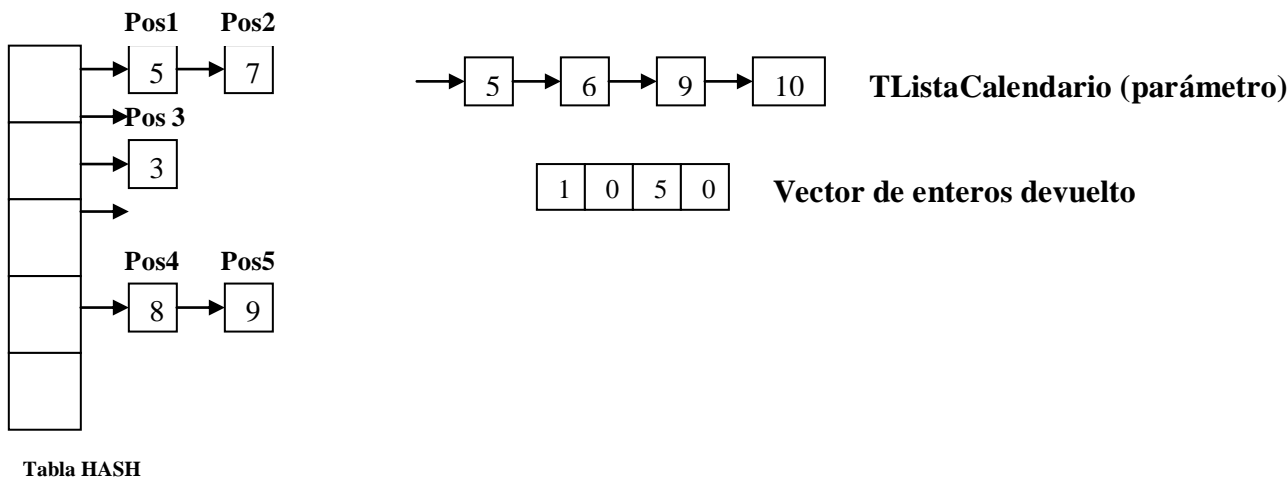 Pos1 Pos2
5 7
Pos 3
3
Pos4 Pos5
8 9
Tabla HASH
5 6 9 10 TListaCalendario (parámetro)
1 0 5 0 Vector de enteros devuelto